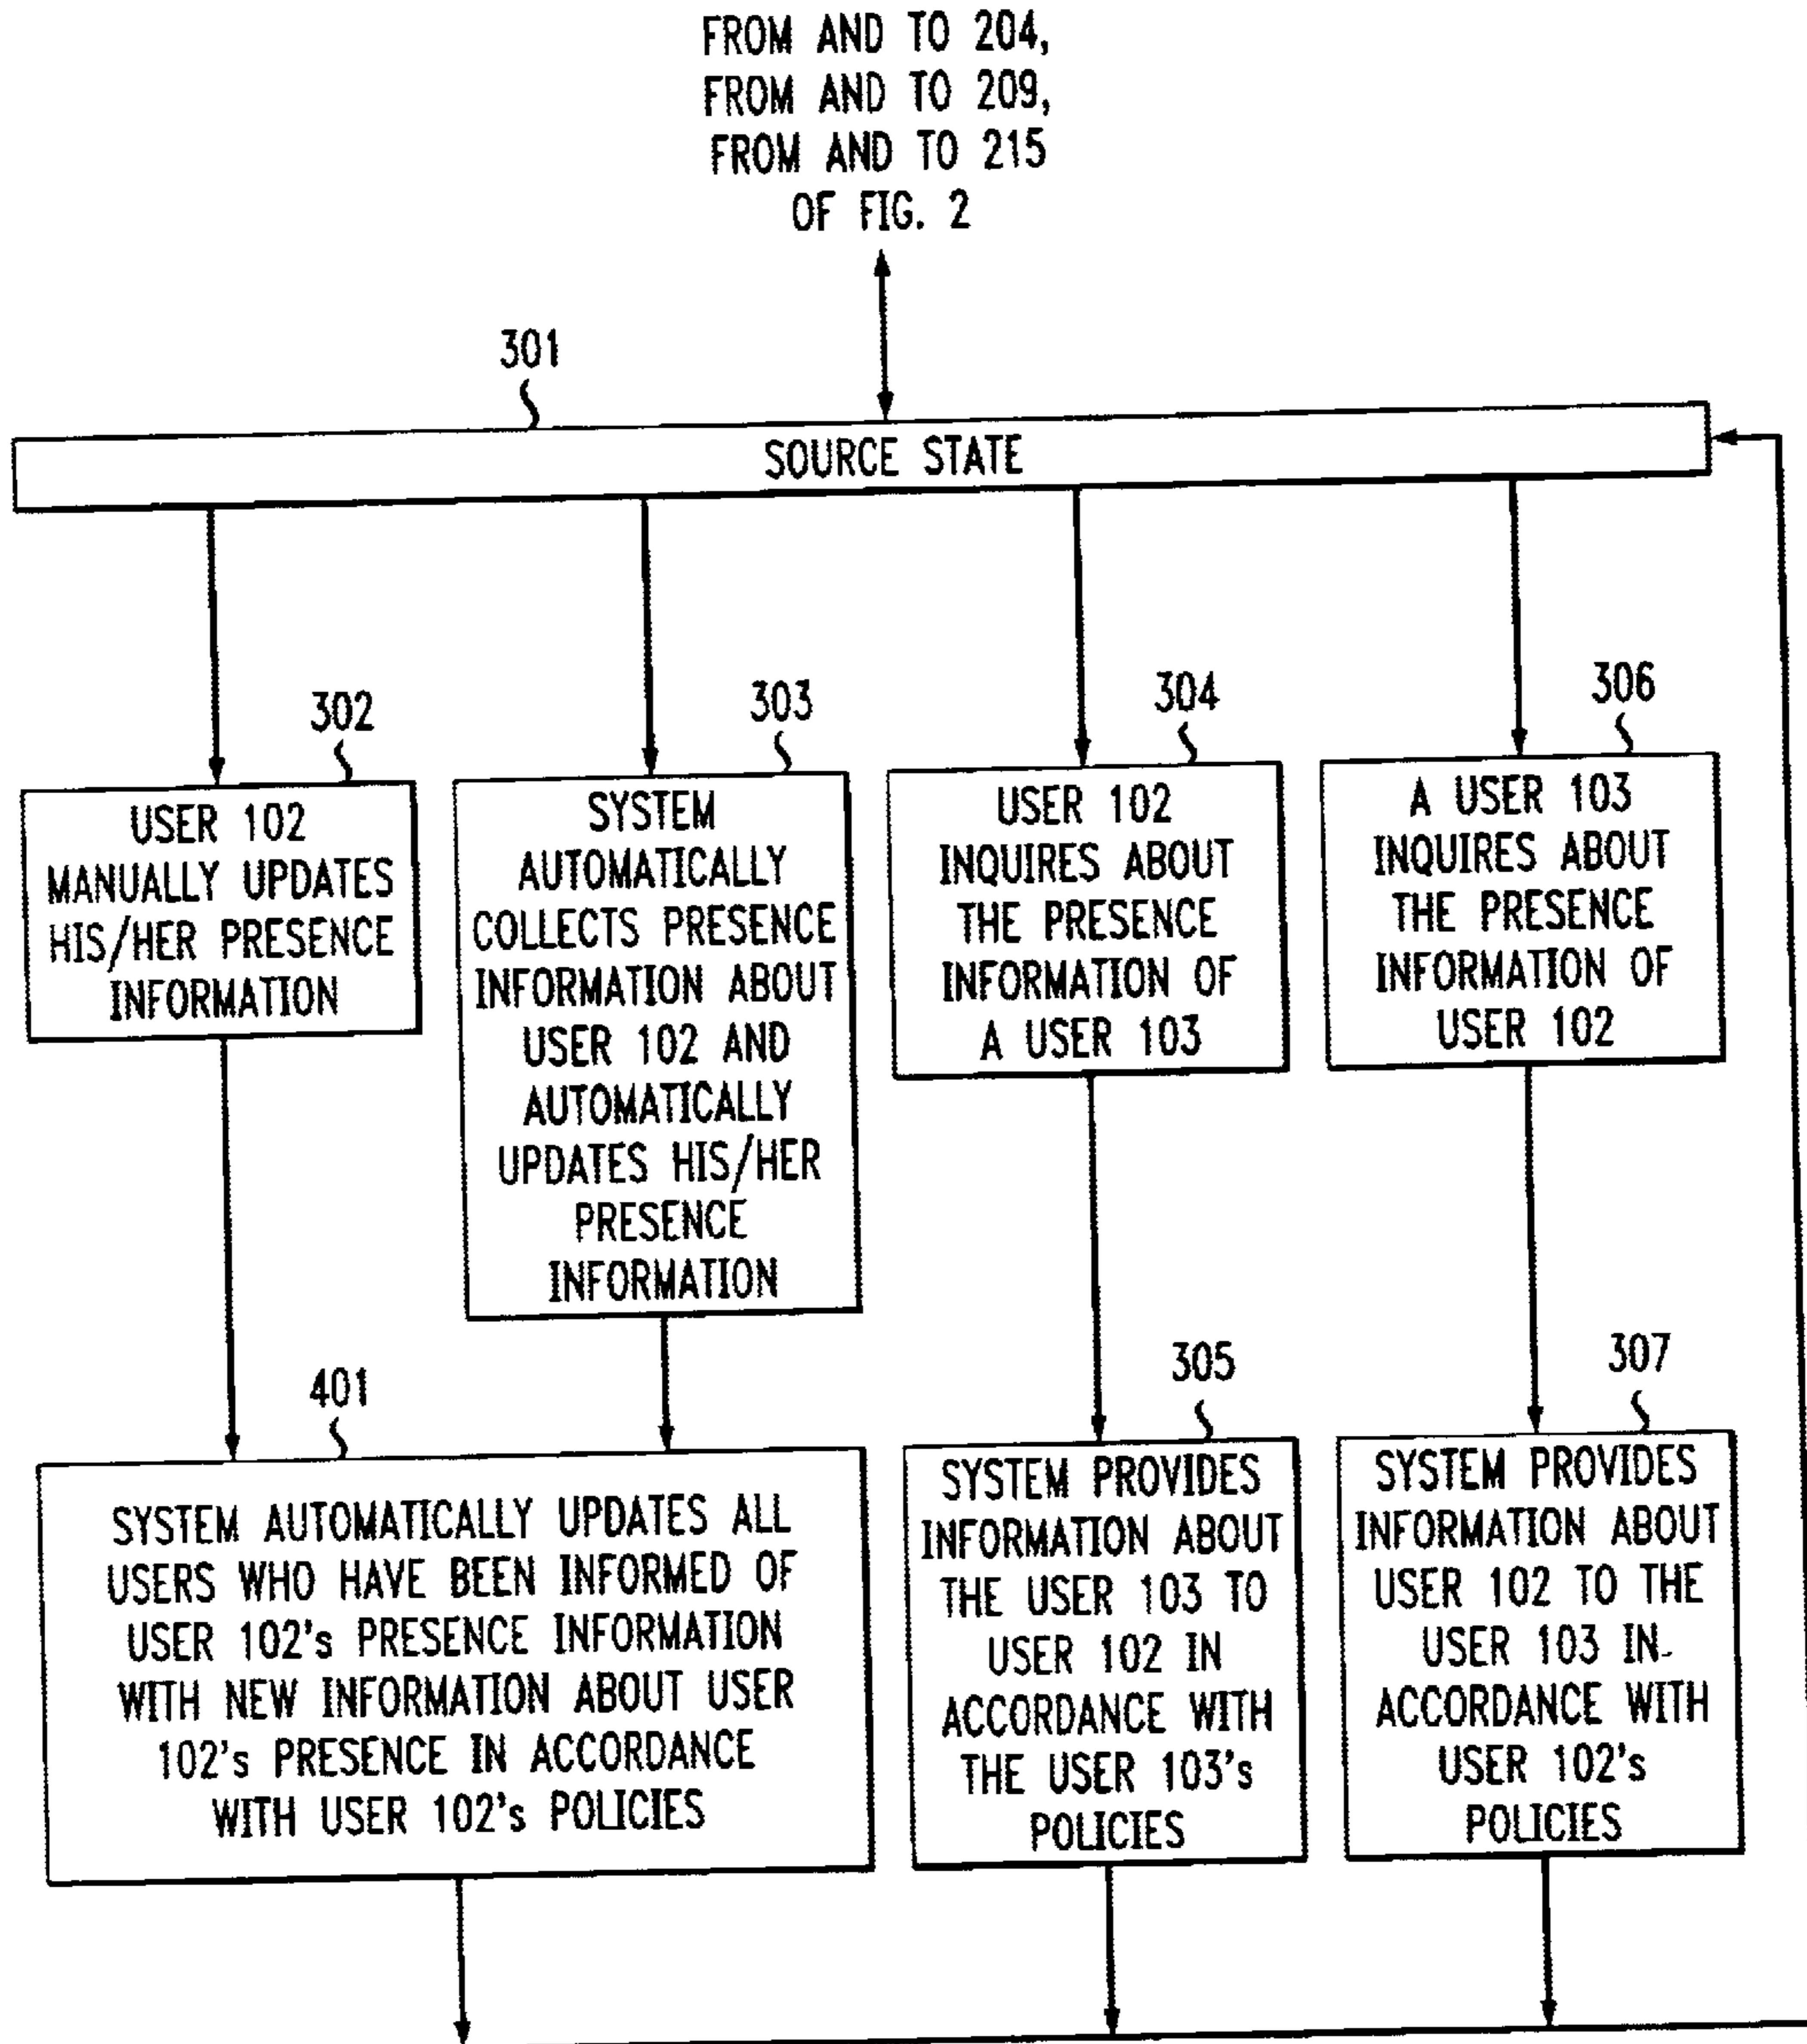 FROM AND TO 204,
FROM AND TO 209,
FROM AND TO 215
OF FIG. 2
301
SOURCE STATE
302
USER 102
MANUALLY UPDATES
HIS/HER PRESENCE
INFORMATION
303
SYSTEM
AUTOMATICALLY
COLLECTS PRESENCE
INFORMATION ABOUT
USER 102 AND
AUTOMATICALLY
UPDATES HIS/HER
PRESENCE
INFORMATION
304
USER 102
INQUIRES ABOUT
THE PRESENCE
INFORMATION OF
A USER 103
306
A USER 103
INQUIRES ABOUT
THE PRESENCE
INFORMATION OF
USER 102
401
SYSTEM AUTOMATICALLY UPDATES ALL
USERS WHO HAVE BEEN INFORMED OF
USER 102's PRESENCE INFORMATION
WITH NEW INFORMATION ABOUT USER
102's PRESENCE IN ACCORDANCE
WITH USER 102's POLICIES
305
SYSTEM PROVIDES
INFORMATION ABOUT
THE USER 103 TO
USER 102 IN
ACCORDANCE WITH
THE USER 103's
POLICIES
307
SYSTEM PROVIDES
INFORMATION ABOUT
USER 102 TO THE
USER 103 IN
ACCORDANCE WITH
USER 102's
POLICIES